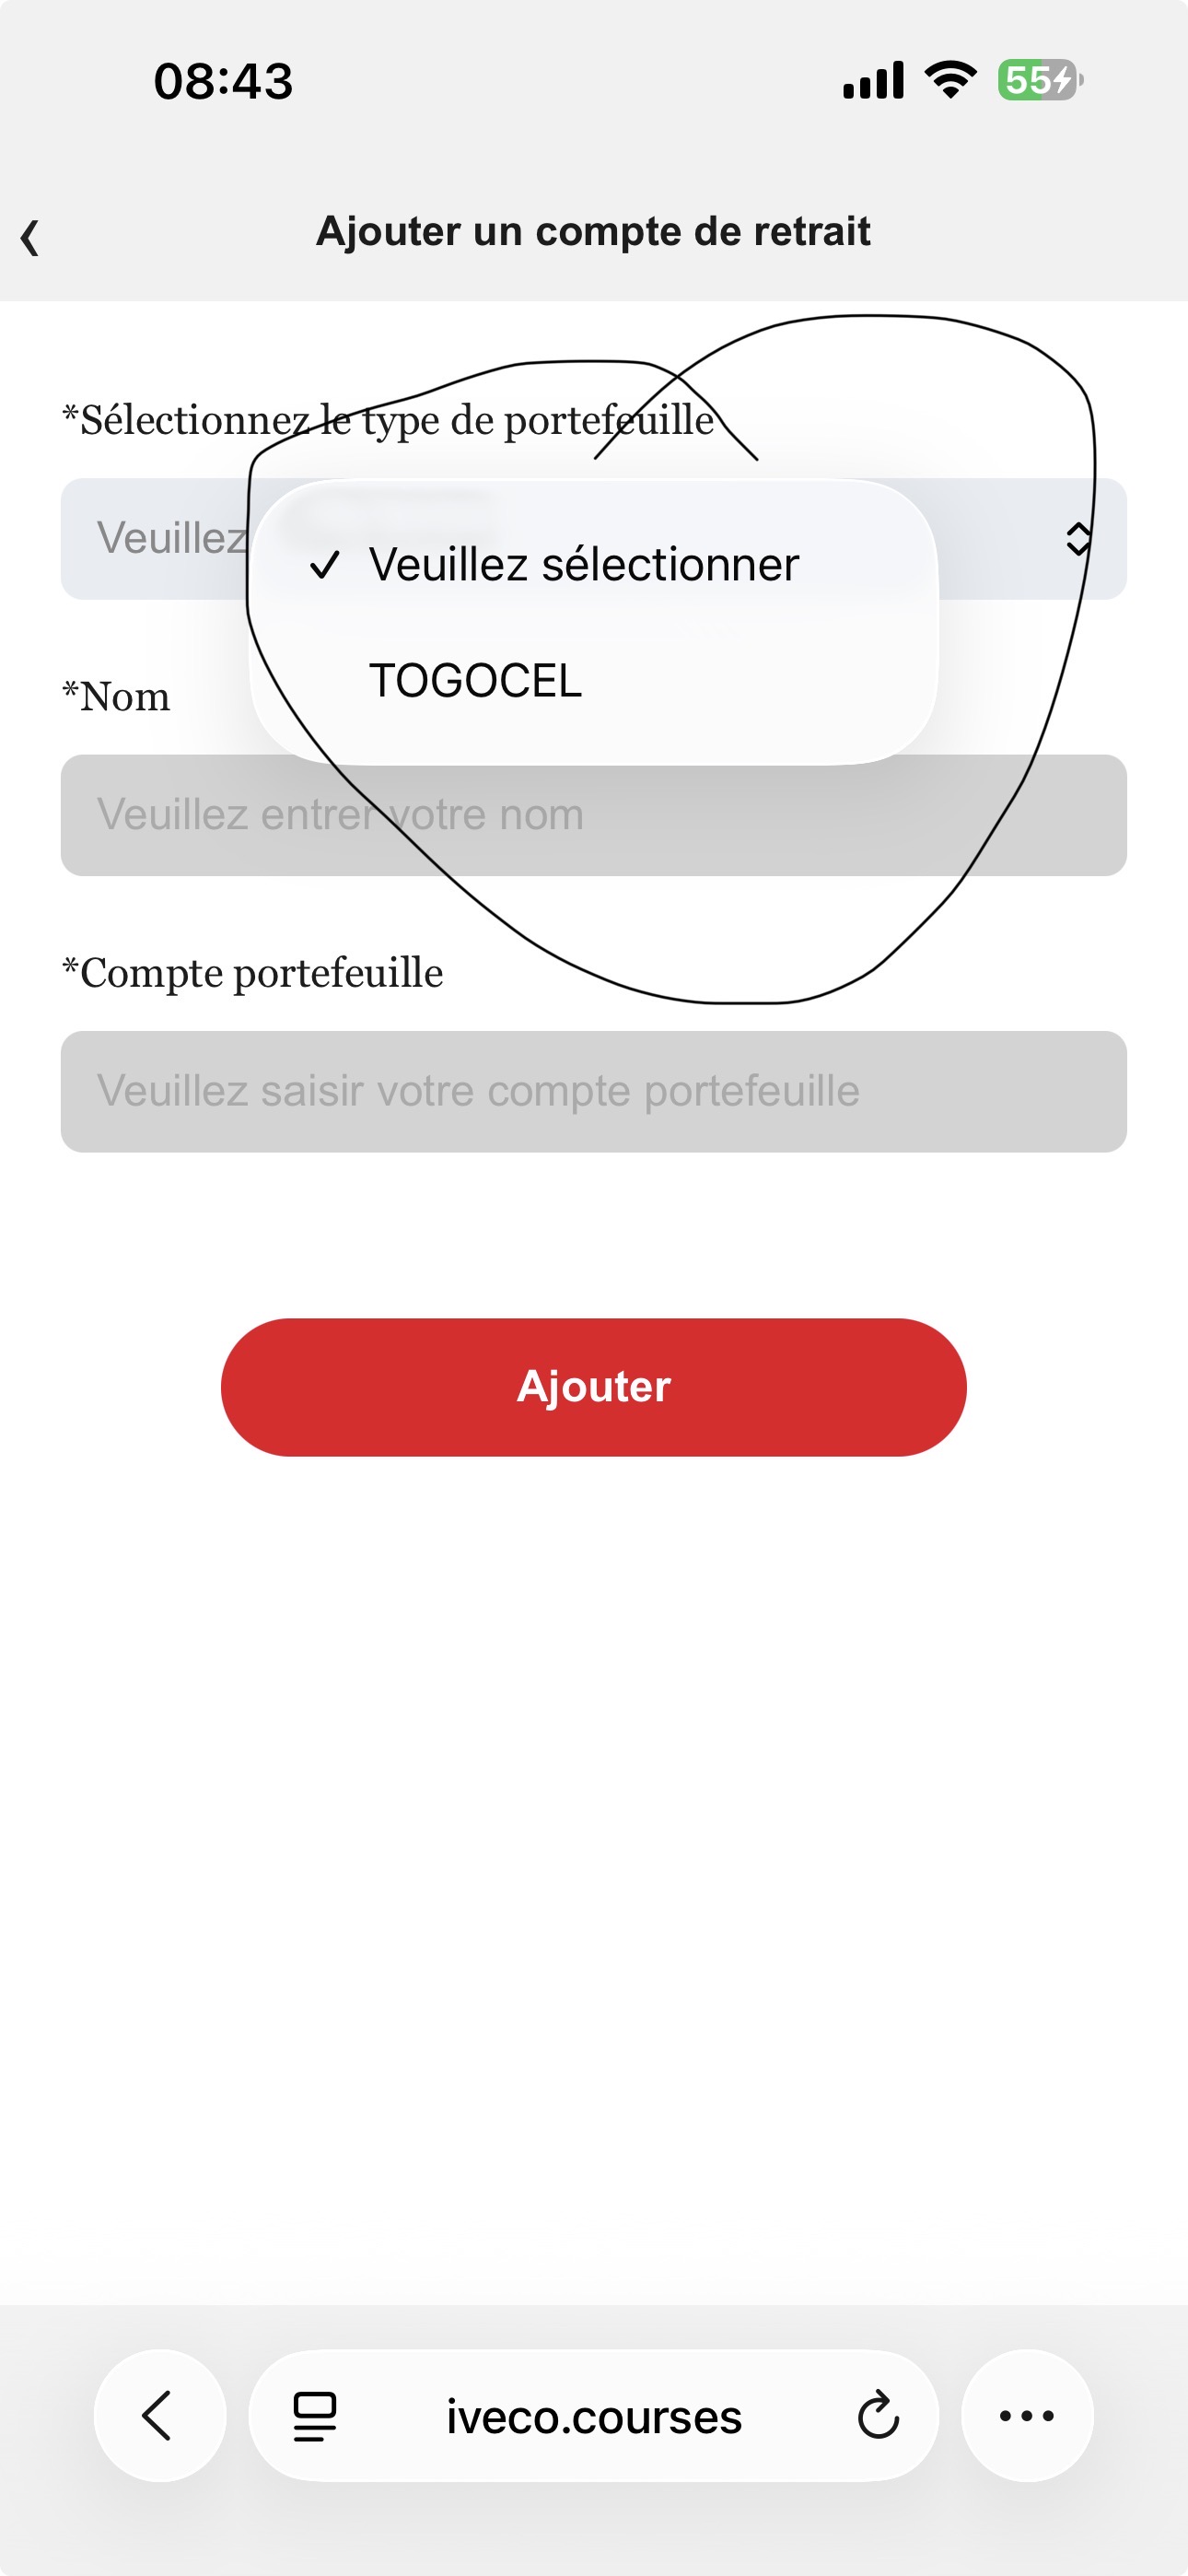 08:43
55
Ajouter un compte de retrait
*Sélectionnez le type de portefeuille
Veuillez
✓ Veuillez sélectionner
TOGOCEL
*Nom
Veuillez entrer votre nom
*Compte portefeuille
Veuillez saisir votre compte portefeuille
Ajouter
iveco.courses